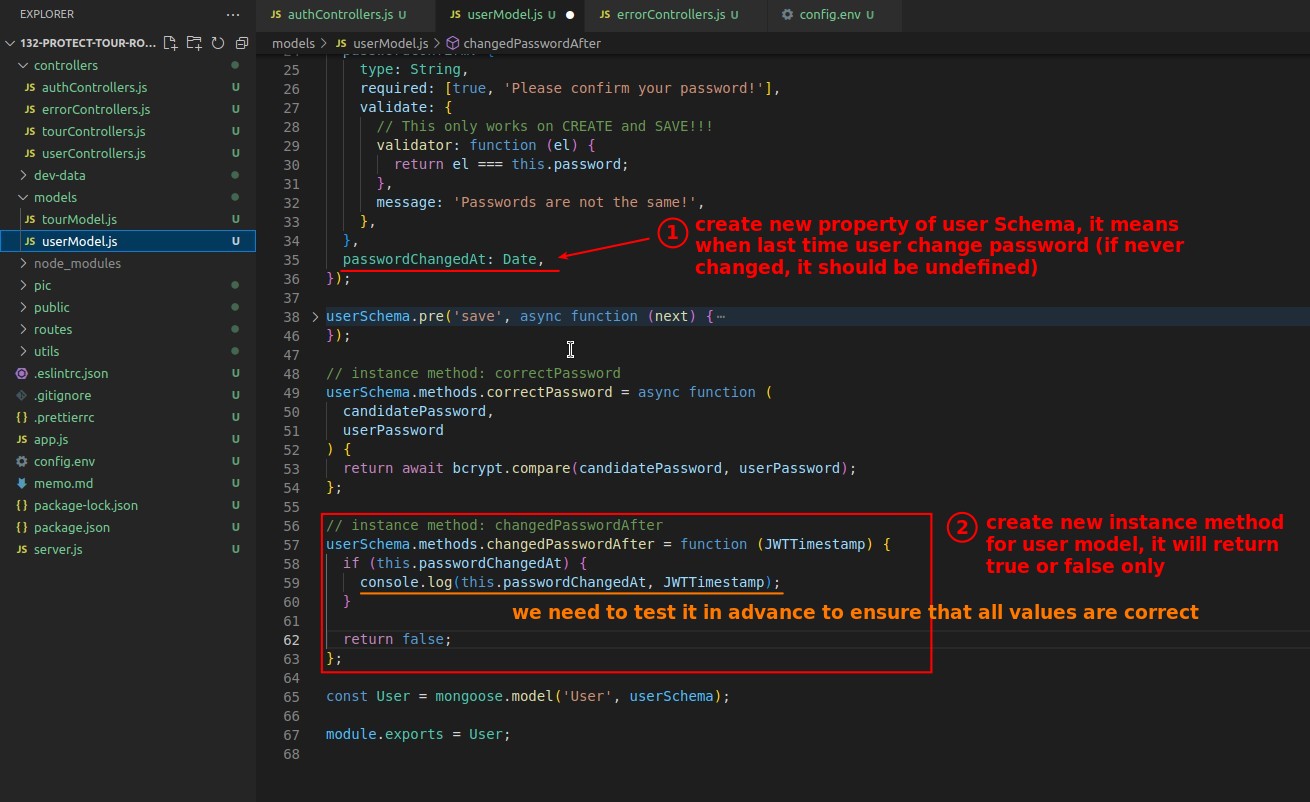 EXPLORER
···
JS authControllers.js U
JS userModel.js U
JS errorControllers.js U
config.env U
132-PROTECT-TOUR-RO...
models > JS userModel.js > changedPasswordAfter
controllers
JS authControllers.js U
JS errorControllers.js U
JS tourControllers.js U
JS userControllers.js U
dev-data
models
JS tourModel.js U
JS userModel.js U
node_modules
pic
public
routes
utils
.eslintrc.json U
.gitignore U
{} .prettierrc U
JS app.js U
config.env U
memo.md U
{} package-lock.json U
{} package.json U
JS server.js U
25 type: String,
26 required: [true, 'Please confirm your password!'],
27 validate: {
28 // This only works on CREATE and SAVE!!!
29 validator: function (el) {
30 return el === this.password;
31 },
32 message: 'Passwords are not the same!',
33 },
34 },
35 passwordChangedAt: Date,
36 });
37
38 userSchema.pre('save', async function (next) {⋯
46 });
47
48 // instance method: correctPassword
49 userSchema.methods.correctPassword = async function (
50 candidatePassword,
51 userPassword
52 ) {
53 return await bcrypt.compare(candidatePassword, userPassword);
54 };
55
56 // instance method: changedPasswordAfter
57 userSchema.methods.changedPasswordAfter = function (JWTTimestamp) {
58 if (this.passwordChangedAt) {
59 console.log(this.passwordChangedAt, JWTTimestamp);
60 }
61
62 return false;
63 };
64
65 const User = mongoose.model('User', userSchema);
66
67 module.exports = User;
68
1 create new property of user Schema, it means
when last time user change password (if never
changed, it should be undefined)
2 create new instance method
for user model, it will return
true or false only
we need to test it in advance to ensure that all values are correct